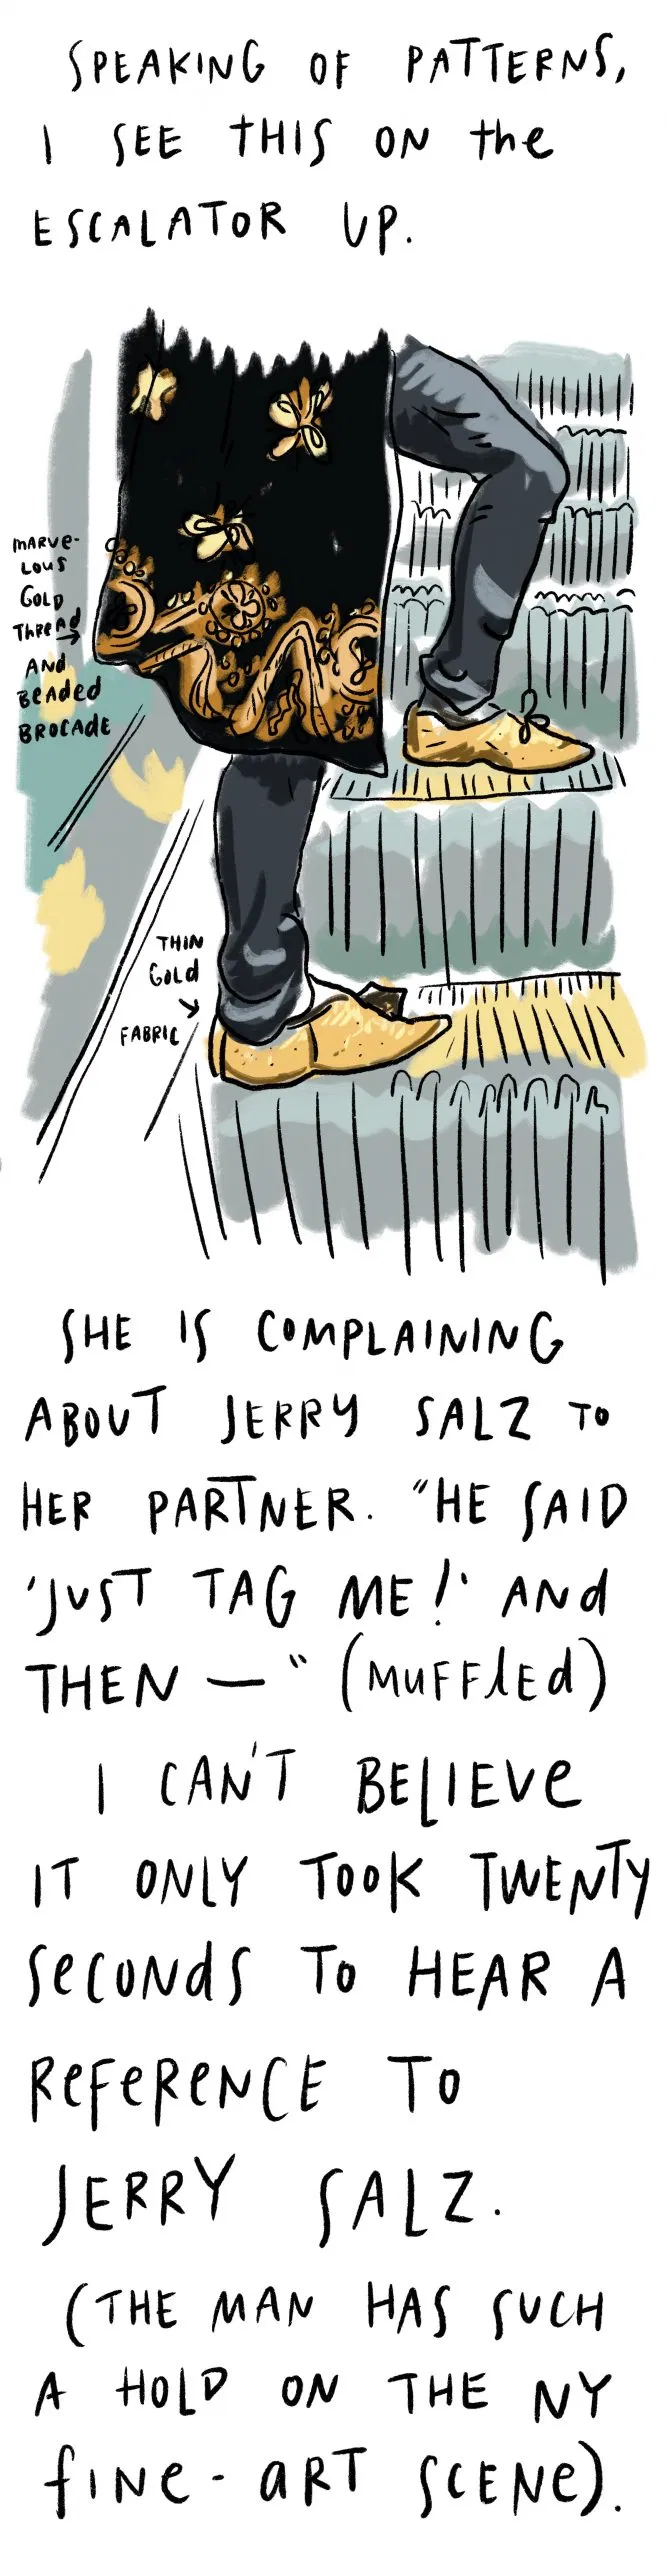 SPEAKING OF PATTERNS,
I SEE THIS ON the
ESCALATOR UP.
MARVE-
LOUS
GOLD
THReAd
ANd
BeAded
BROCADE
THIN
GOLd
FABRIC
SHE IS COMPLAINING
ABOUT JERRY SALZ TO
HER PARTNER. "HE SAID
'JUST TAG ME!' ANd
THEN —" (MUFFlEd)
I CAN'T BELIEVe
IT ONLY TOOK TWENTY
SeCONdS TO HEAR A
ReFeReNCE TO
JERRY SALZ.
(THE MAN HAS SUCH
A HOLD ON THE NY
fINe-aRT SCENe).